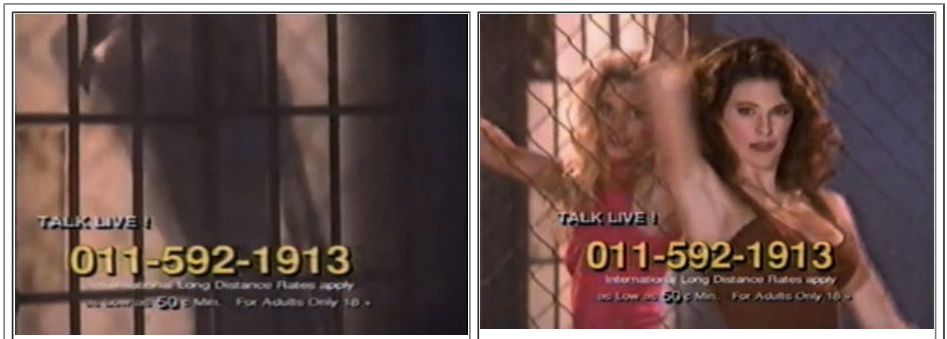 TALK LIVE !
011-592-1913
International Long Distance Rates apply
as Low as 50 ¢ Min. For Adults Only 18 +
TALK LIVE !
011-592-1913
International Long Distance Rates apply
as Low as 50 ¢ Min. For Adults Only 18 +